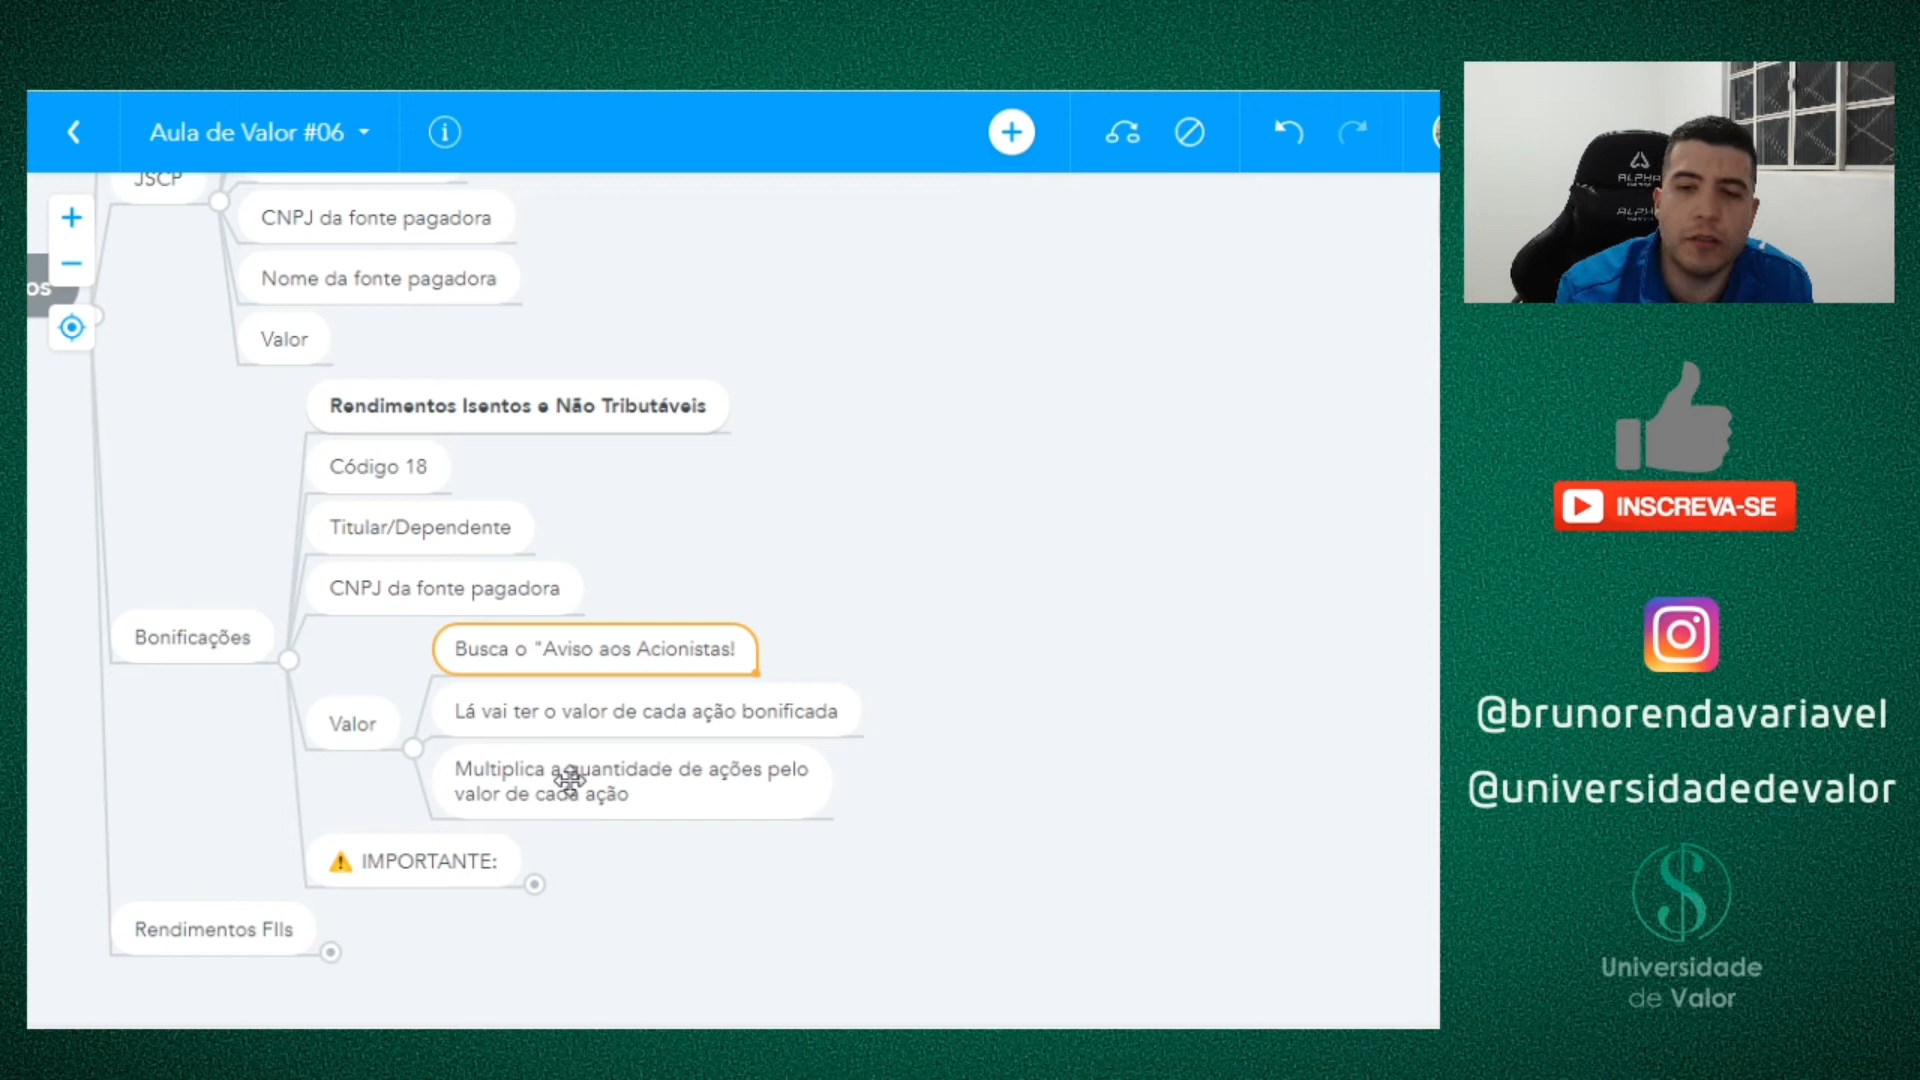 Aula de Valor #06
JSCP
CNPJ da fonte pagadora
Nome da fonte pagadora
os
Valor
Rendimentos Isentos e Não Tributáveis
Código 18
Titular/Dependente
CNPJ da fonte pagadora
Bonificações
Busca o "Aviso aos Acionistas!
Lá vai ter o valor de cada ação bonificada
Valor
Multiplica a quantidade de ações pelo
valor de cada ação
IMPORTANTE:
Rendimentos FIIs
ALPHA
INSCREVA-SE
@brunorendavariavel
@universidadedevalor
Universidade
de Valor